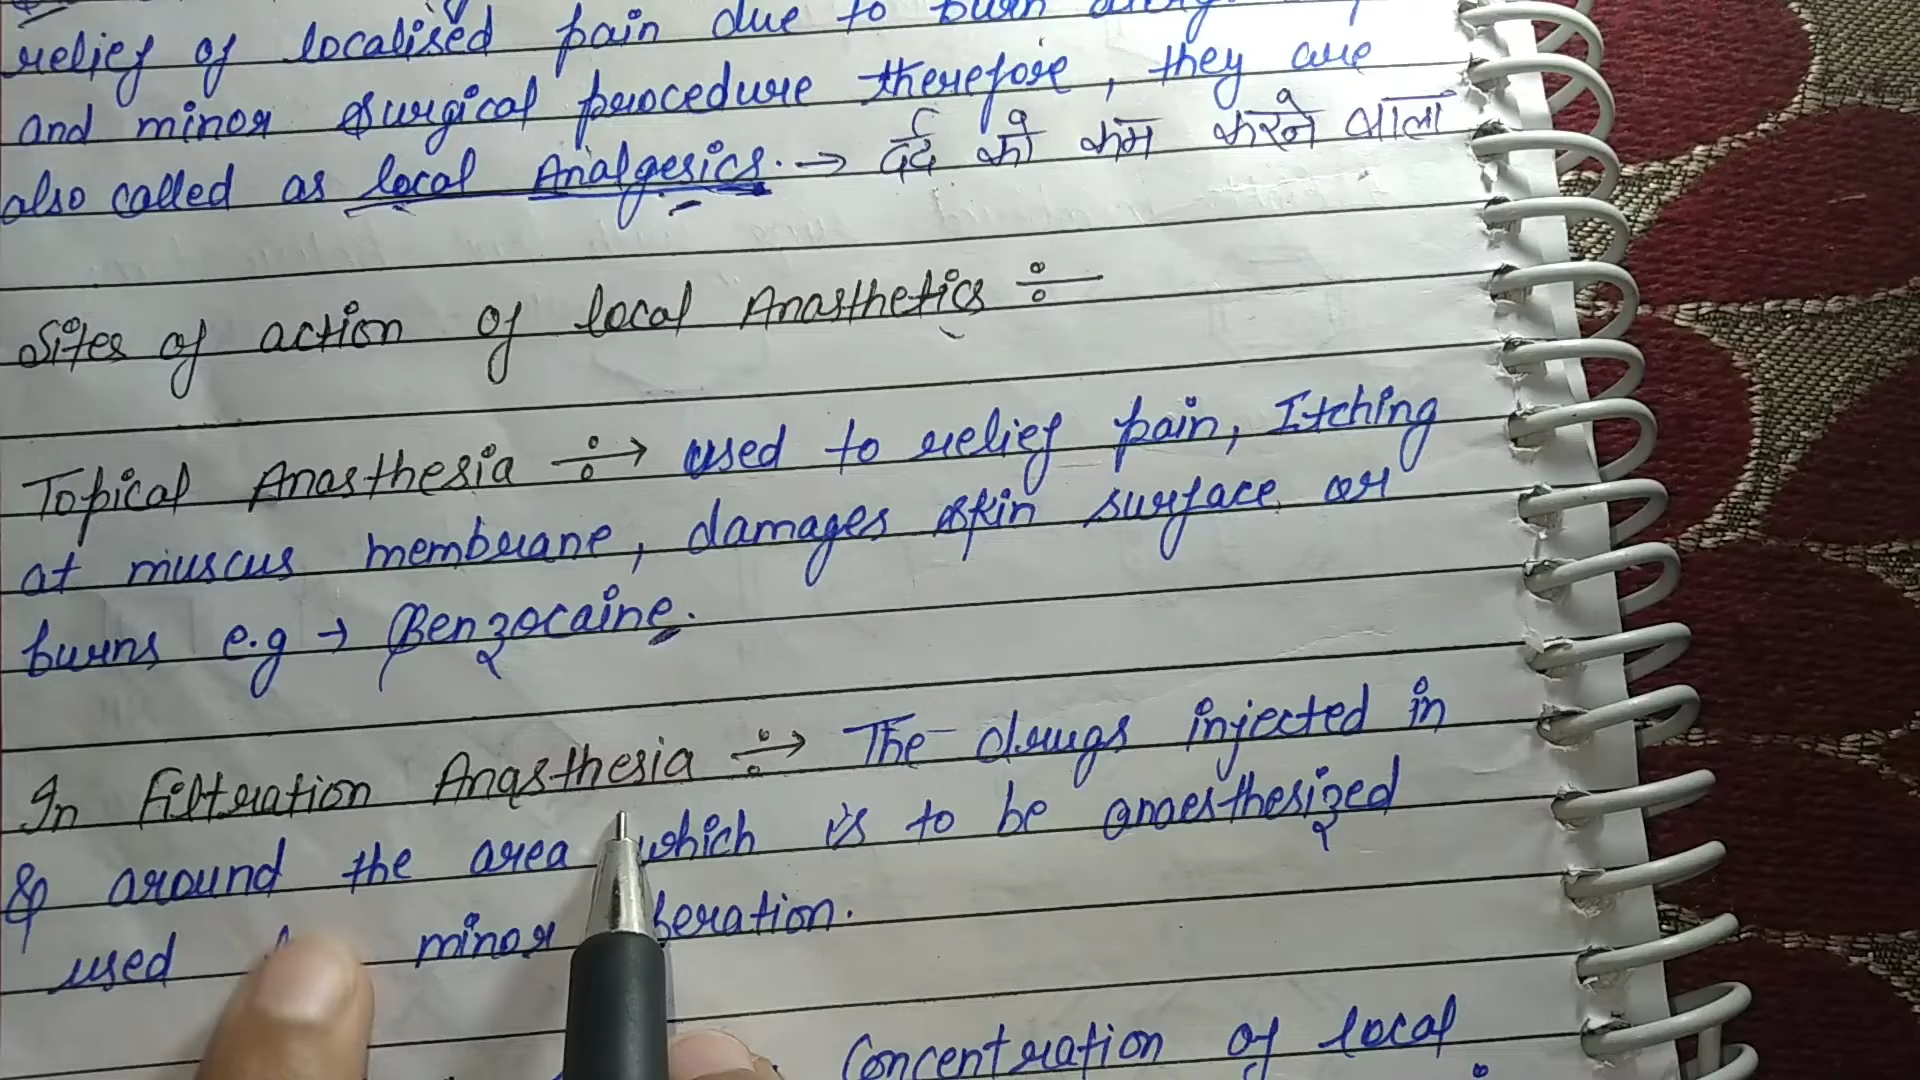 relief of localised pain due to burn
and minor surgical procedure therefore, they are
also called as local Analgesics. → दर्द को कम करने वाला
Sites of action of local Anasthetics ÷
Topical Anasthesia ÷→ used to relief pain, Itching
at muscus membrane, damages skin surface or
burns e.g → Benzocaine.
In filtration Anasthesia ÷→ The drugs injected in
& around the area which is to be anaesthesized
used minor
Concentration of local